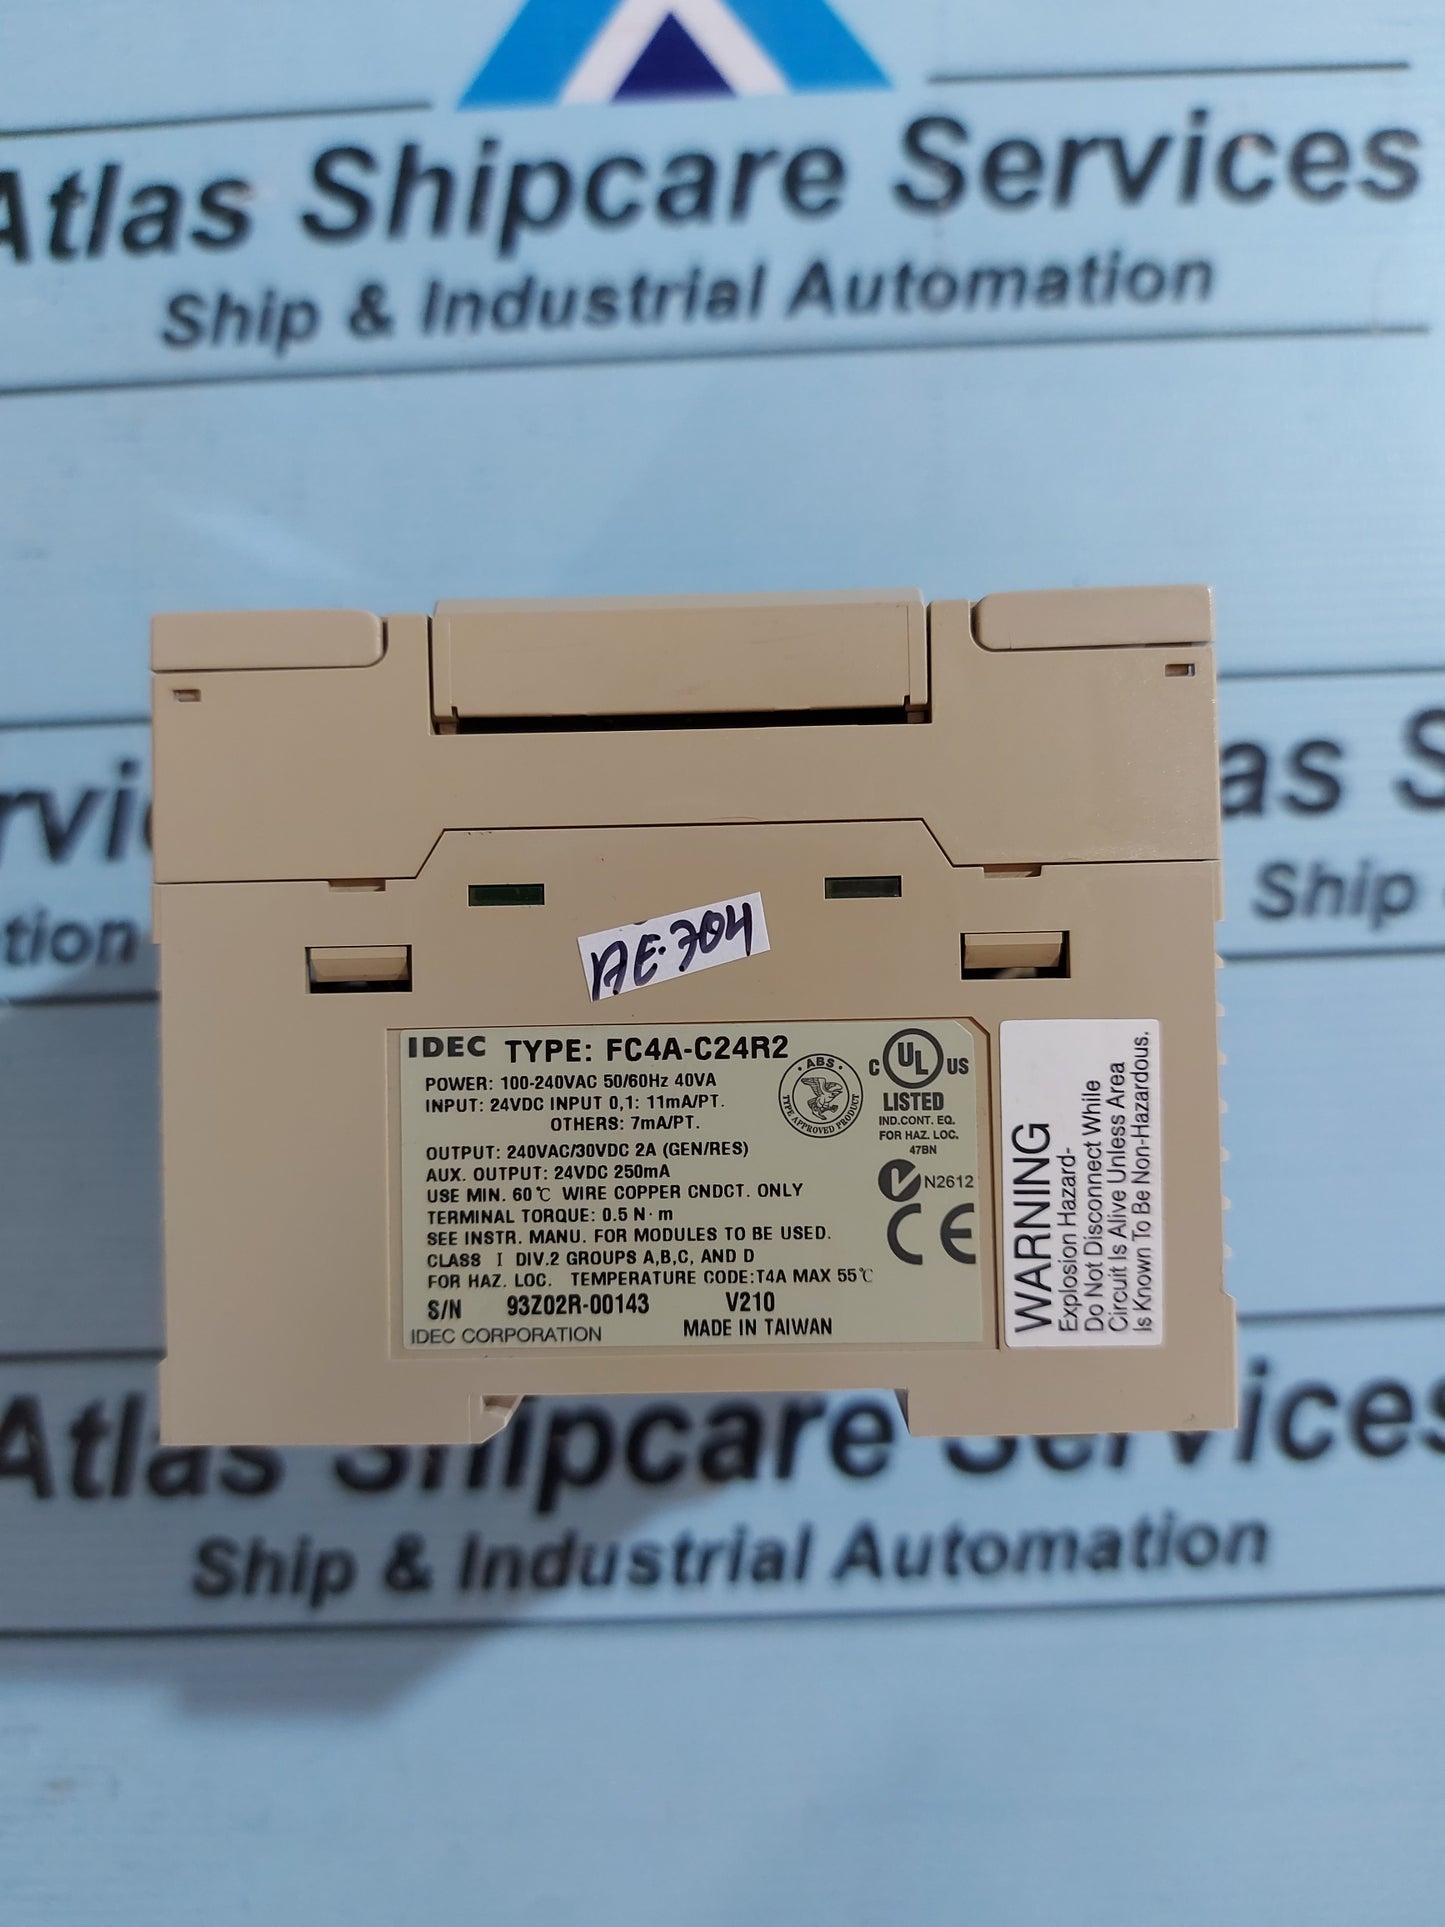 Atlas Shipcare Services
Ship & Industrial Automation
as S
Ship
tion
AE-704
IDEC TYPE: FC4A-C24R2
POWER: 100-240VAC 50/60Hz 40VA
INPUT: 24VDC INPUT 0,1: 11mA/PT.
OTHERS: 7mA/PT.
OUTPUT: 240VAC/30VDC 2A (GEN/RES)
AUX. OUTPUT: 24VDC 250mA
USE MIN. 60℃ WIRE COPPER CNDCT. ONLY
TERMINAL TORQUE: 0.5 N·m
SEE INSTR. MANU. FOR MODULES TO BE USED.
CLASS I DIV.2 GROUPS A,B,C, AND D
FOR HAZ. LOC. TEMPERATURE CODE:T4A MAX 55℃
S/N 93Z02R-00143 V210
IDEC CORPORATION MADE IN TAIWAN
ABS
TYPE APPROVED PRODUCT
C UL US
LISTED
IND.CONT. EQ.
FOR HAZ. LOC.
47BN
N2612
CE
WARNING
Explosion Hazard-
Do Not Disconnect While
Circuit Is Alive Unless Area
Is Known To Be Non-Hazardous.
Atlas Shipcare Services
Ship & Industrial Automation